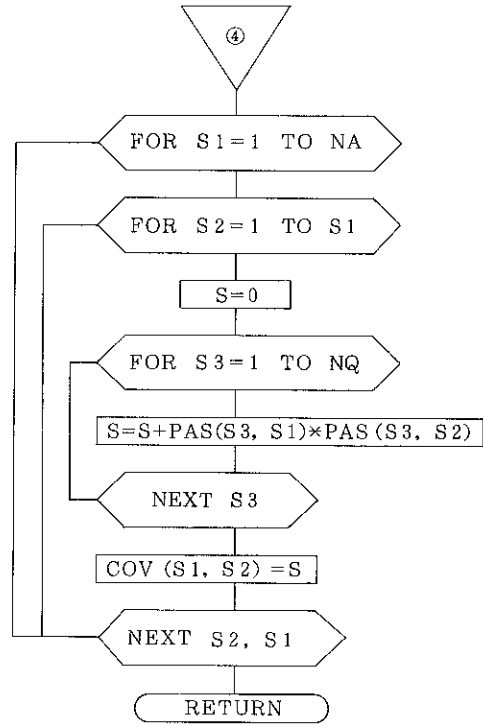 ④
FOR S1=1 TO NA
FOR S2=1 TO S1
S=0
FOR S3=1 TO NQ
S=S+PAS(S3, S1)*PAS(S3, S2)
NEXT S3
COV (S1, S2) =S
NEXT S2, S1
RETURN